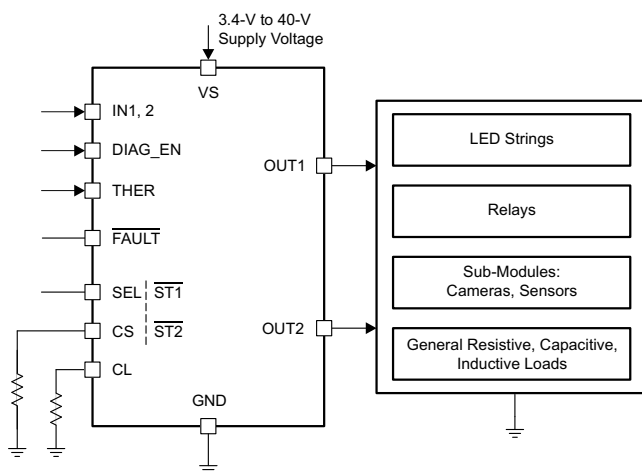 3.4-V to 40-V
Supply Voltage
VS
IN1, 2
DIAG_EN
THER
FAULT
SEL ST1
CS ST2
CL
GND
OUT1
OUT2
LED Strings
Relays
Sub-Modules:
Cameras, Sensors
General Resistive, Capacitive,
Inductive Loads